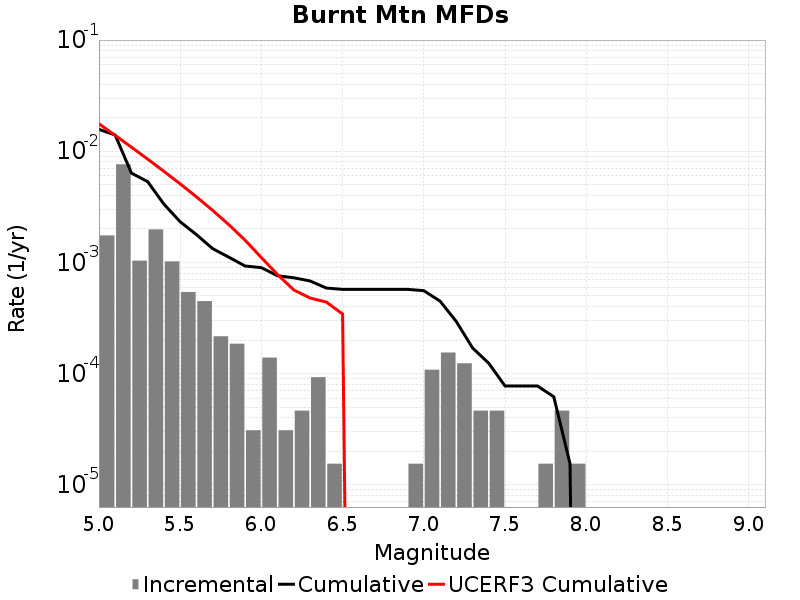 Burnt Mtn MFDs
10-1
10-2
10-3
10-4
10-5
Rate (1/yr)
5.0 5.5 6.0 6.5 7.0 7.5 8.0 8.5 9.0
Magnitude
Incremental Cumulative UCERF3 Cumulative